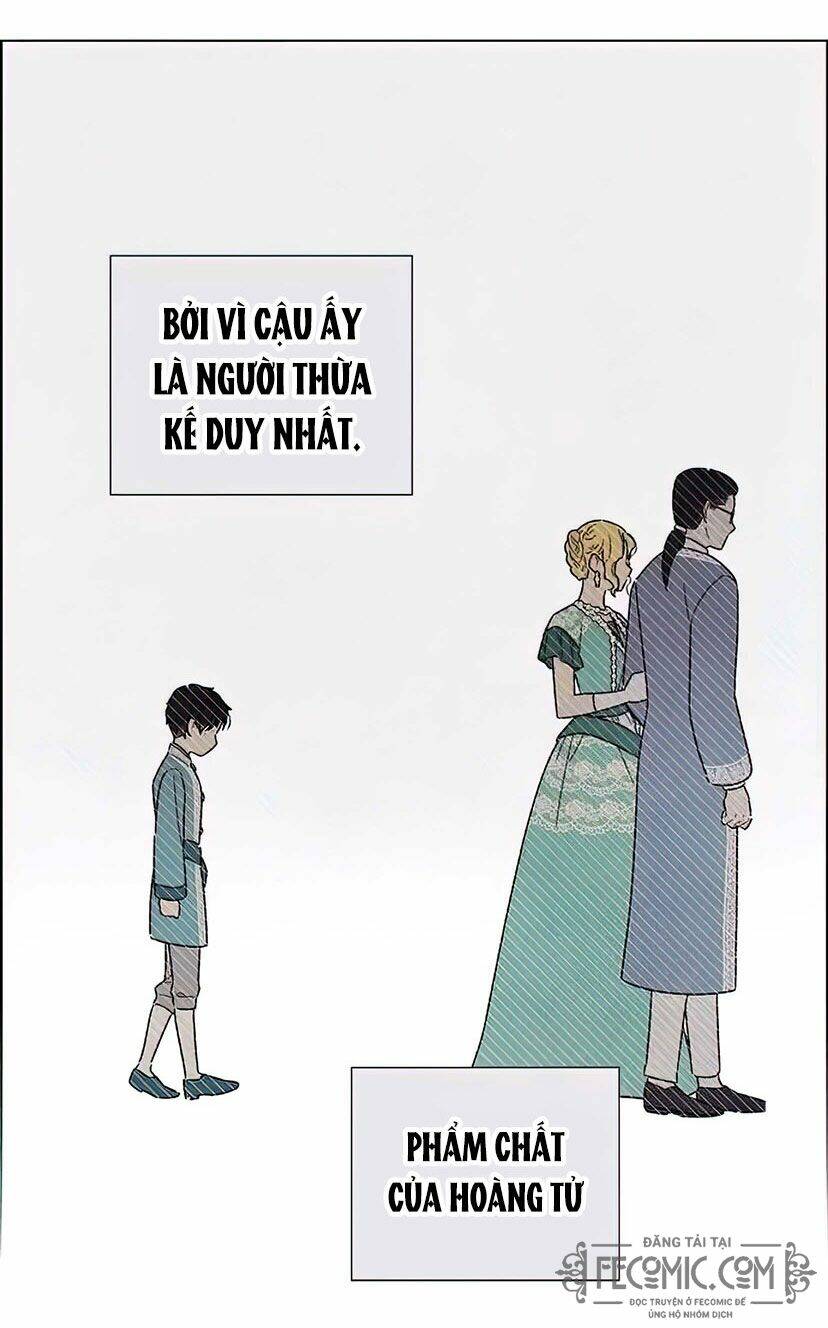 BỞI VÌ CẬU ẤY
LÀ NGƯỜI THỪA
KẾ DUY NHẤT.
PHẨM CHẤT
CỦA HOÀNG TỬ
ĐĂNG TẢI TẠI
FECOMIC.COM
ĐỌC TRUYỆN Ở FECOMIC ĐỂ
ỦNG HỘ NHÓM DỊCH